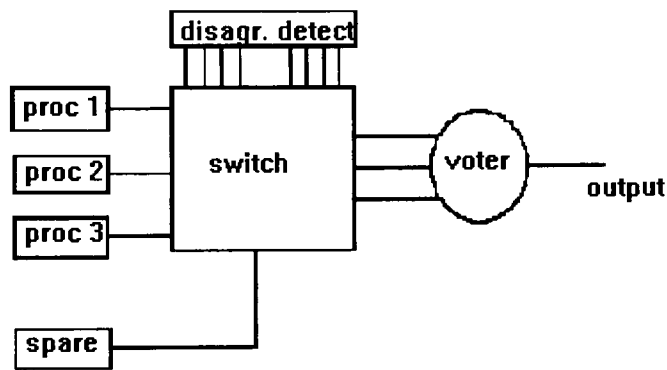 disagr. detect
proc 1
proc 2
switch
voter
output
proc 3
spare